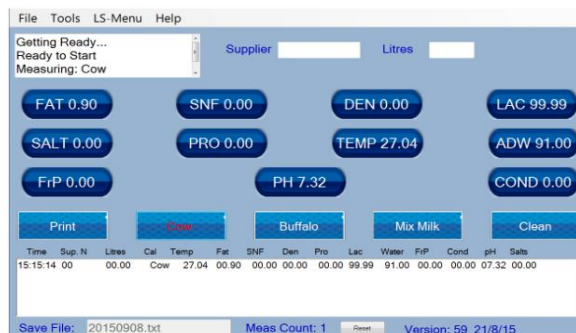 File Tools LS-Menu Help
Getting Ready...
Ready to Start
Measuring: Cow
Supplier Litres
FAT 0.90 SNF 0.00 DEN 0.00 LAC 99.99
SALT 0.00 PRO 0.00 TEMP 27.04 ADW 91.00
FrP 0.00 PH 7.32 COND 0.00
Print Cow Buffalo Mix Milk Clean
Time Sup. N Litres Cal Temp Fat SNF Den Pro Lac Water FrP Cond pH Salts
15:15:14 00 00.00 Cow 27.04 00.90 00.00 00.00 00.00 99.99 91.00 00.00 00.00 07.32 00.00
Save File: 20150908.txt Meas Count: 1 Reset Version: 59 21/8/15